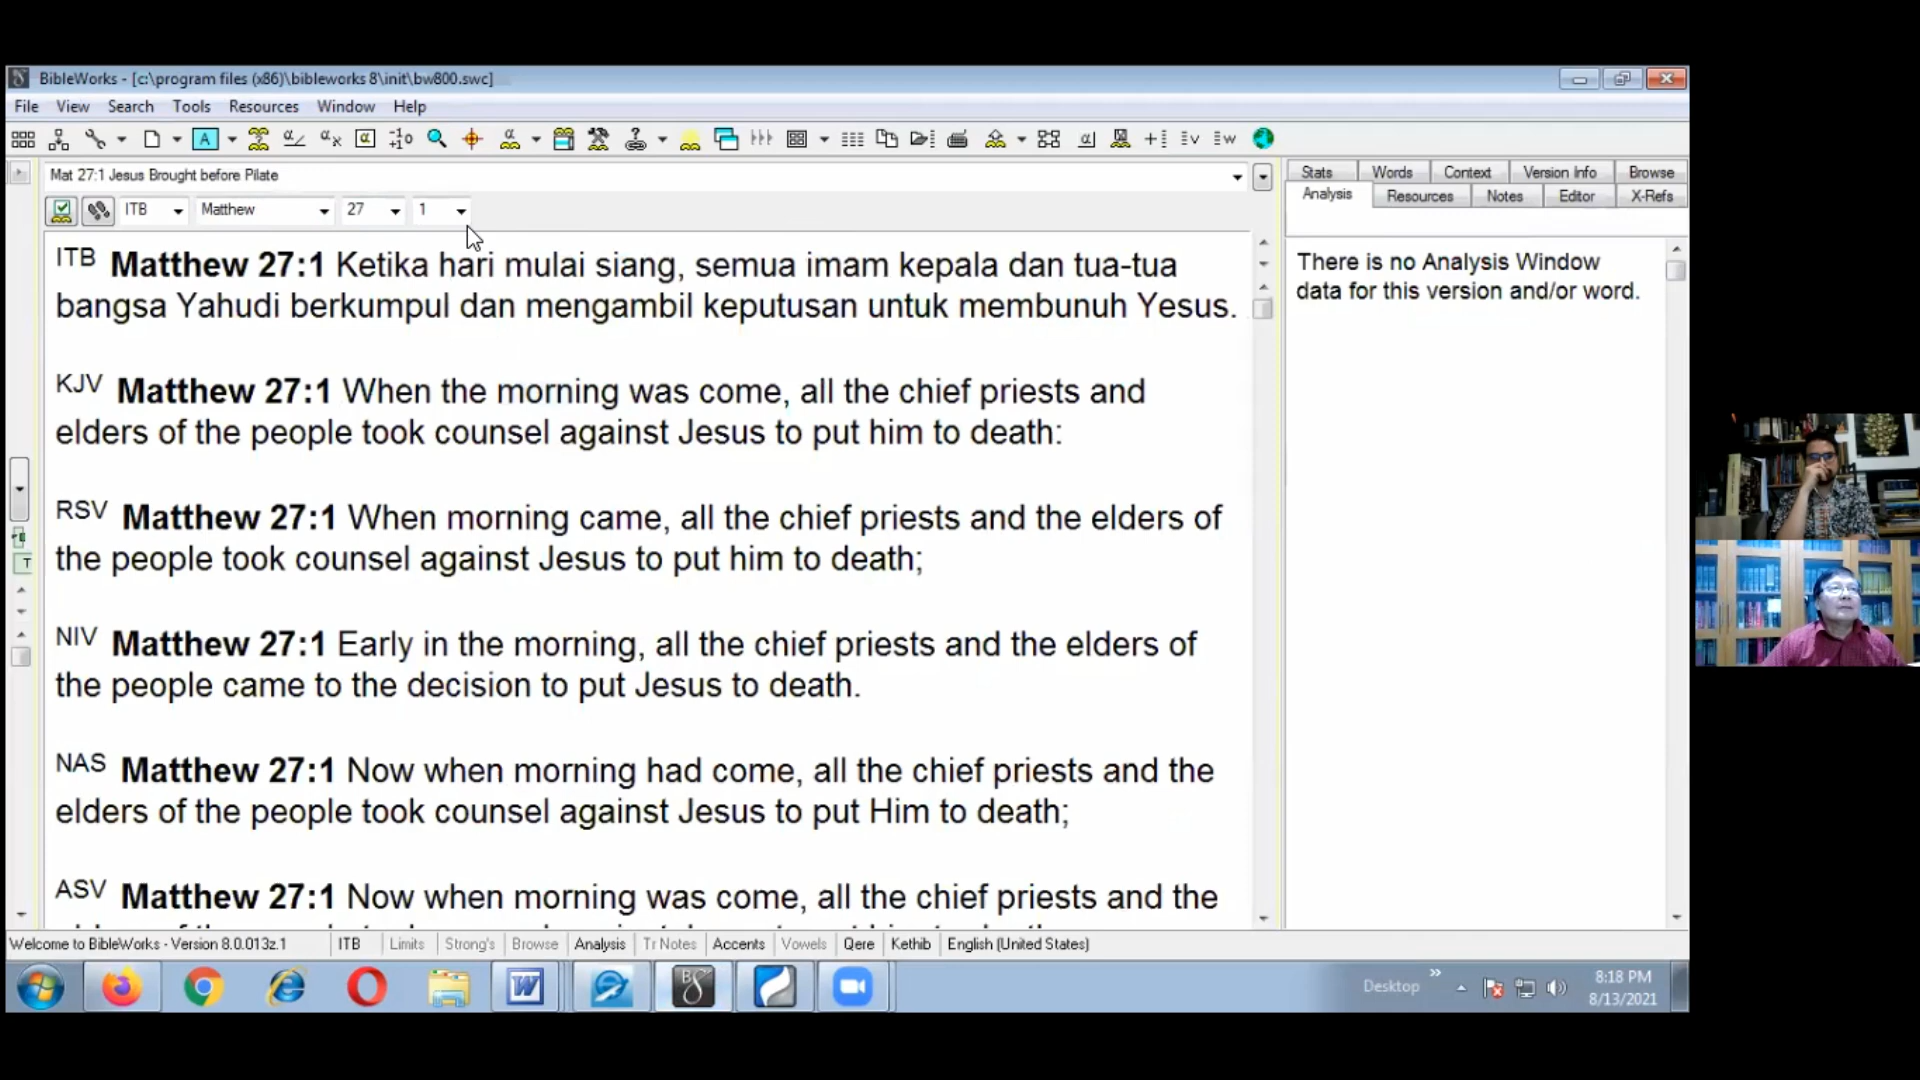 BibleWorks - [c:\program files (x86)\bibleworks 8\init\bw800.swc]
File View Search Tools Resources Window Help
Mat 27:1 Jesus Brought before Pilate
ITB Matthew 27 1
Stats Words Context Version Info Browse
Analysis Resources Notes Editor X-Refs
ITB Matthew 27:1 Ketika hari mulai siang, semua imam kepala dan tua-tua
bangsa Yahudi berkumpul dan mengambil keputusan untuk membunuh Yesus.
KJV Matthew 27:1 When the morning was come, all the chief priests and
elders of the people took counsel against Jesus to put him to death:
RSV Matthew 27:1 When morning came, all the chief priests and the elders of
the people took counsel against Jesus to put him to death;
NIV Matthew 27:1 Early in the morning, all the chief priests and the elders of
the people came to the decision to put Jesus to death.
NAS Matthew 27:1 Now when morning had come, all the chief priests and the
elders of the people took counsel against Jesus to put Him to death;
ASV Matthew 27:1 Now when morning was come, all the chief priests and the
There is no Analysis Window
data for this version and/or word.
Welcome to BibleWorks - Version 8.0.013z.1 ITB Limits Strong's Browse Analysis Tr Notes Accents Vowels Qere Kethib English (United States)
Desktop
8:18 PM
8/13/2021